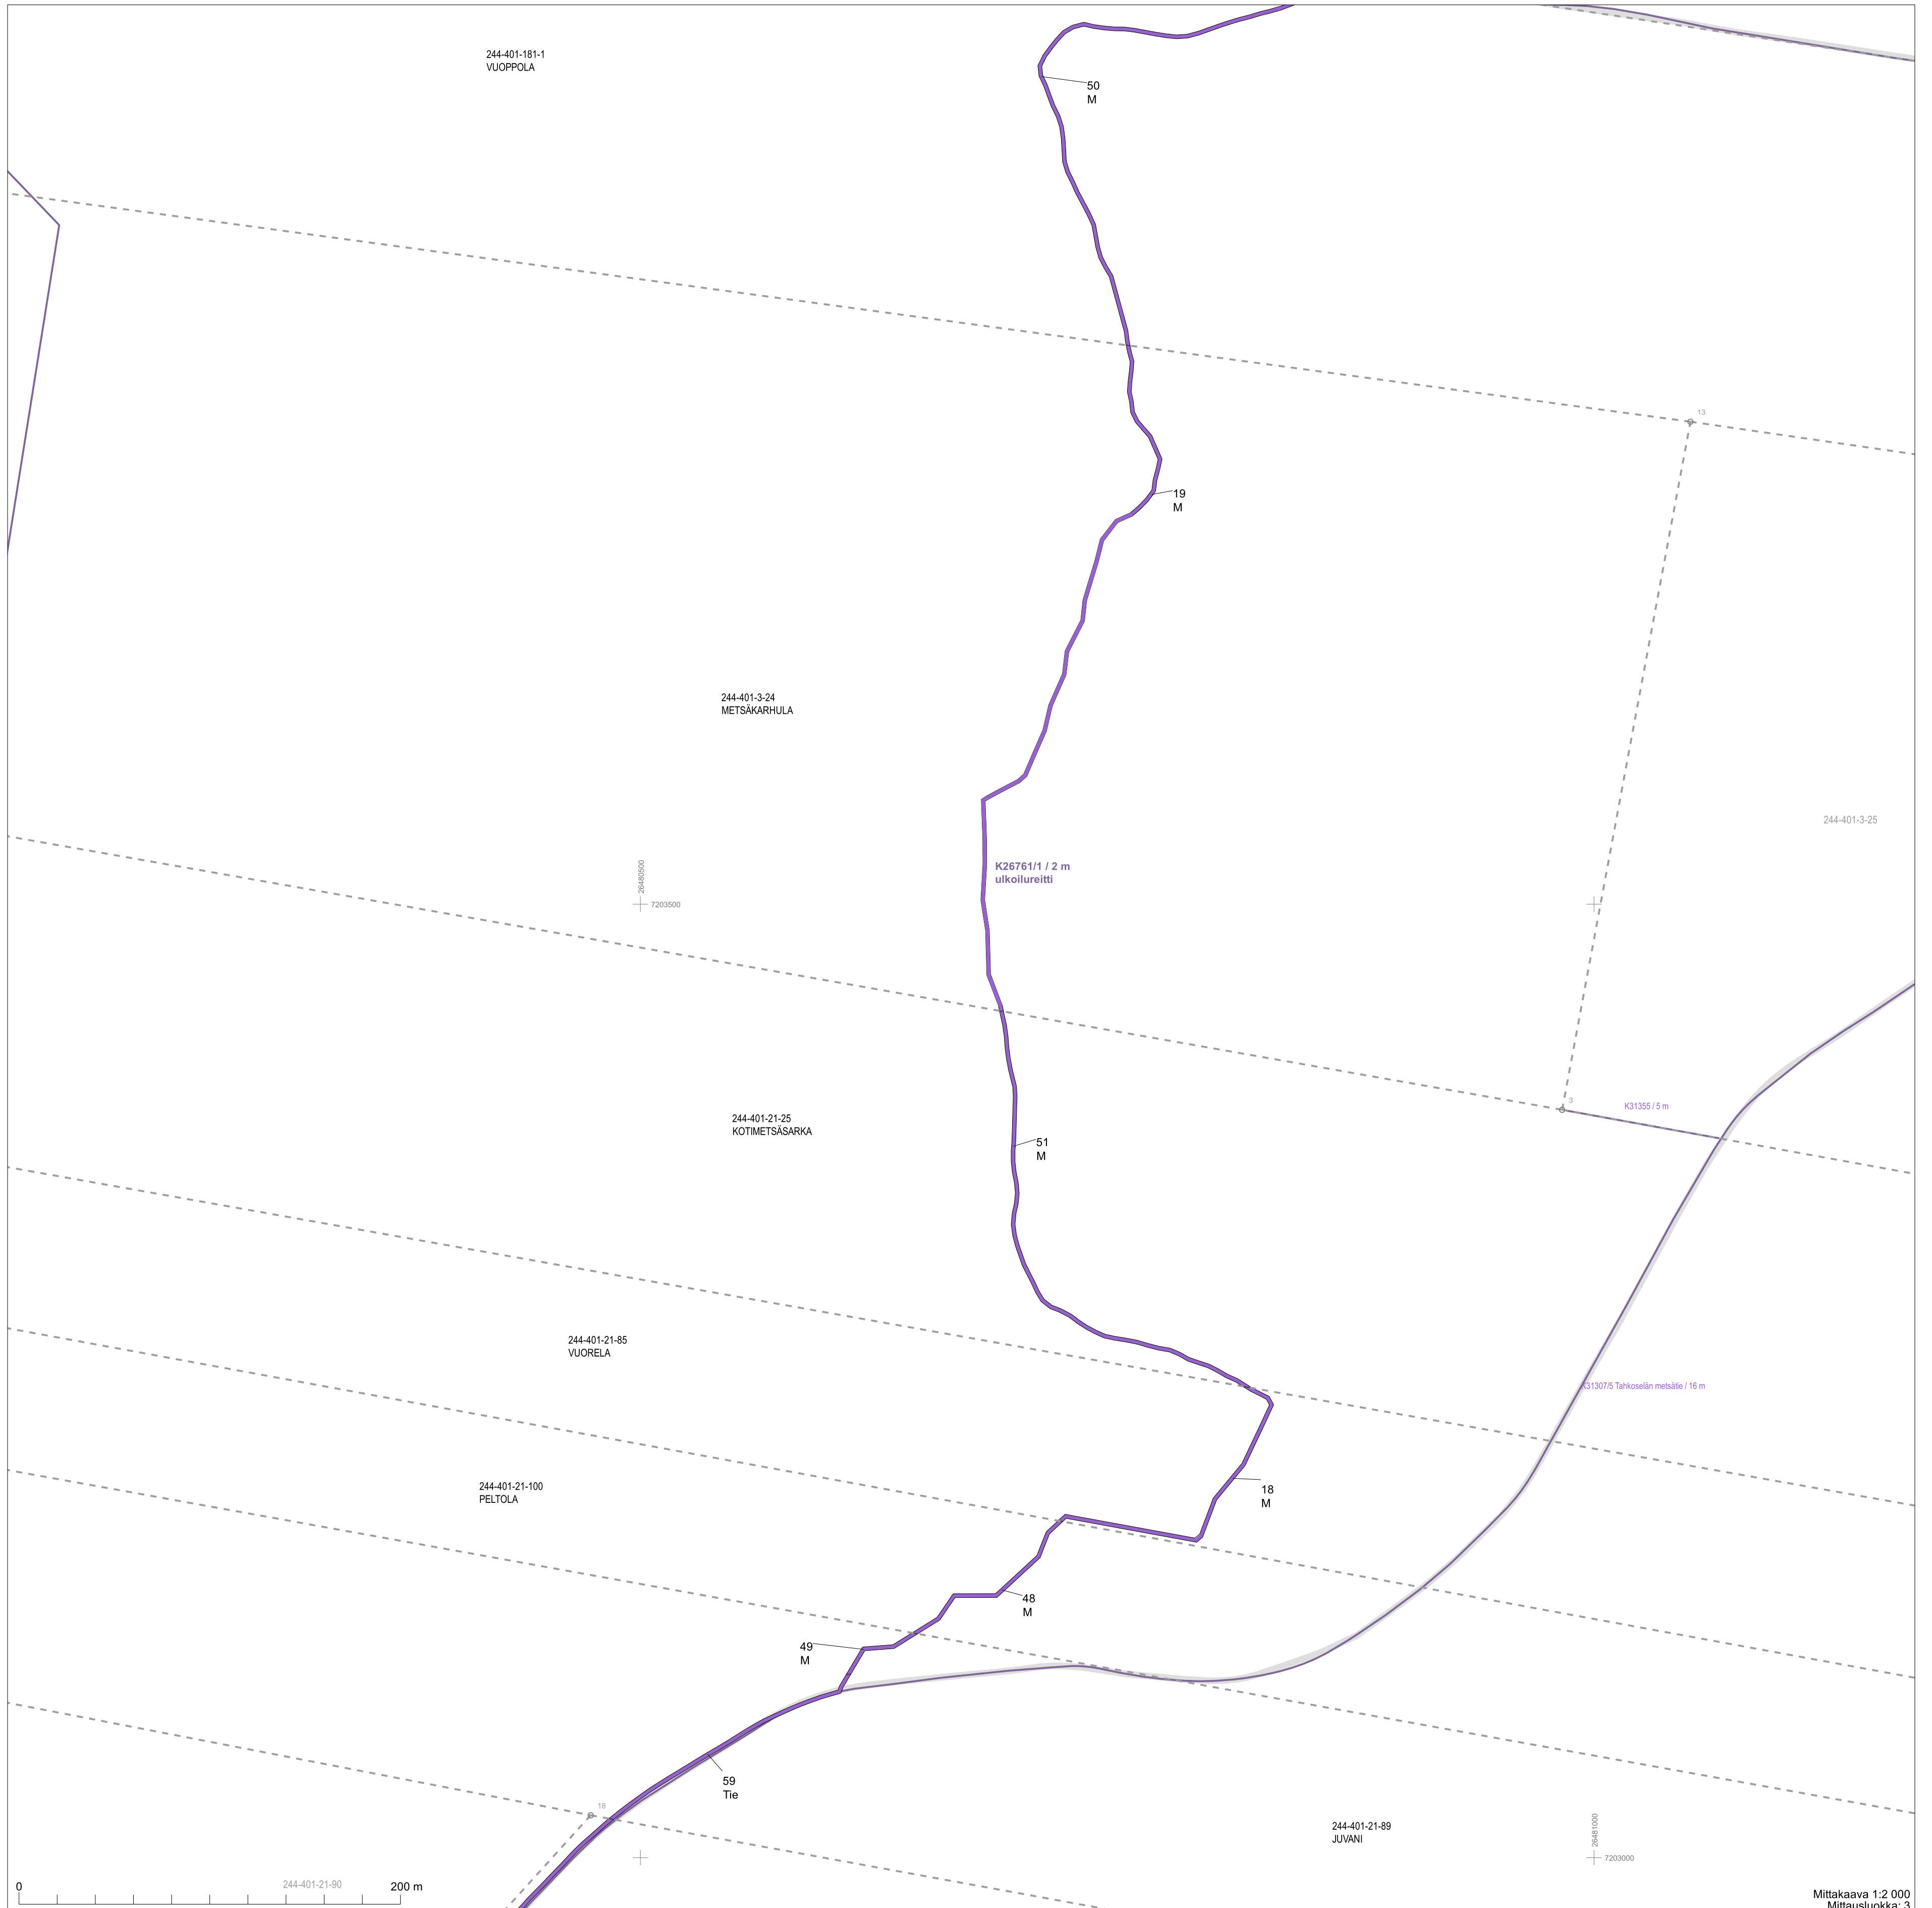 244-401-181-1
VUOPPOLA
50
M
13
19
M
244-401-3-24
METSÄKARHULA
244-401-3-25
K26761/1 / 2 m
ulkoilureitti
26480500
7203500
3
K31355 / 5 m
244-401-21-25
KOTIMETSÄSARKA
51
M
244-401-21-85
VUORELA
K31307/5 Tahkoselän metsätie / 16 m
244-401-21-100
PELTOLA
18
M
48
M
49
M
59
Tie
18
244-401-21-89
JUVANI
26481000
7203000
244-401-21-90
0
200 m
Mittakaava 1:2 000
Mittausluokka: 3